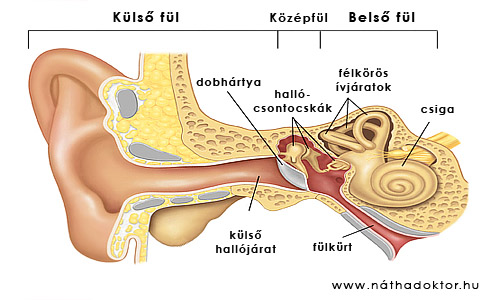 Külső fül
Középfül
Belső fül
dobhártya
halló-
csontocskák
félkörös
ívjáratok
csiga
külső
hallójárat
fülkürt
www.náthadoktor.hu